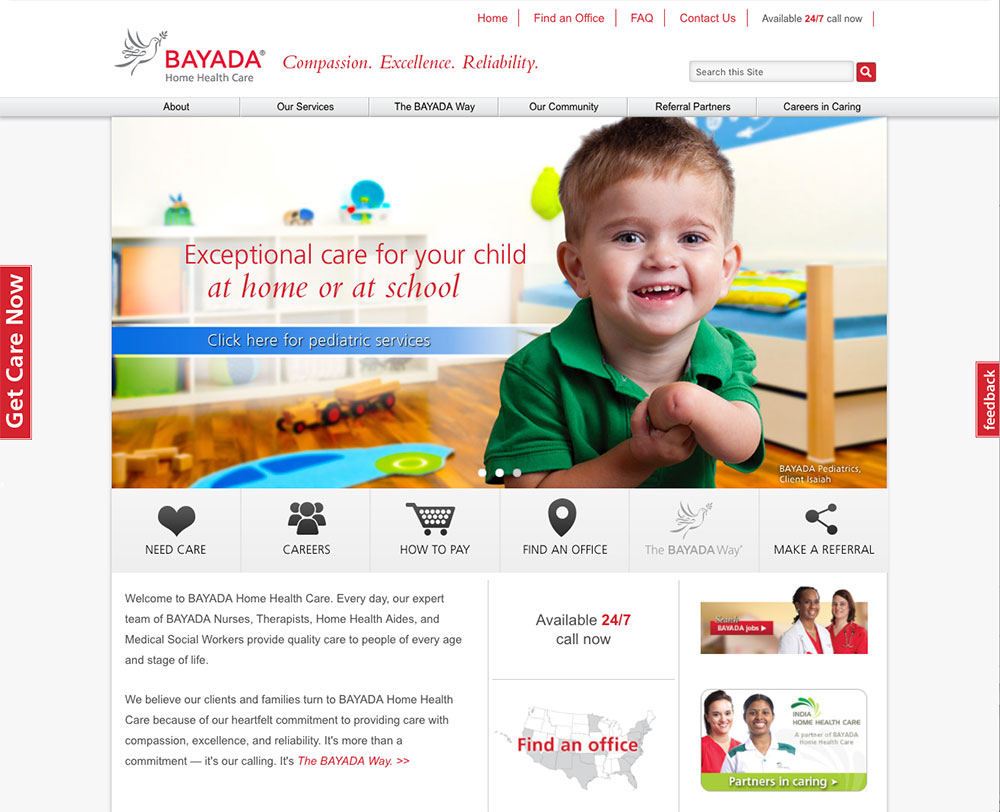 Home
Find an Office
FAQ
Contact Us
Available 24/7 call now
BAYADA®
Home Health Care
Compassion. Excellence. Reliability.
Search this Site
About
Our Services
The BAYADA Way
Our Community
Referral Partners
Careers in Caring
Get Care Now
Exceptional care for your child
at home or at school
Click here for pediatric services
feedback
BAYADA Pediatrics,
Client Isaiah
NEED CARE
CAREERS
HOW TO PAY
FIND AN OFFICE
The BAYADA Way®
MAKE A REFERRAL
Welcome to BAYADA Home Health Care. Every day, our expert
team of BAYADA Nurses, Therapists, Home Health Aides, and
Medical Social Workers provide quality care to people of every age
and stage of life.
We believe our clients and families turn to BAYADA Home Health
Care because of our heartfelt commitment to providing care with
compassion, excellence, and reliability. It's more than a
commitment — it's our calling. It's The BAYADA Way. >>
Available 24/7
call now
Find an office
Search
BAYADA jobs
INDIA
HOME HEALTH CARE
A partner of BAYADA
Home Health Care
Partners in caring